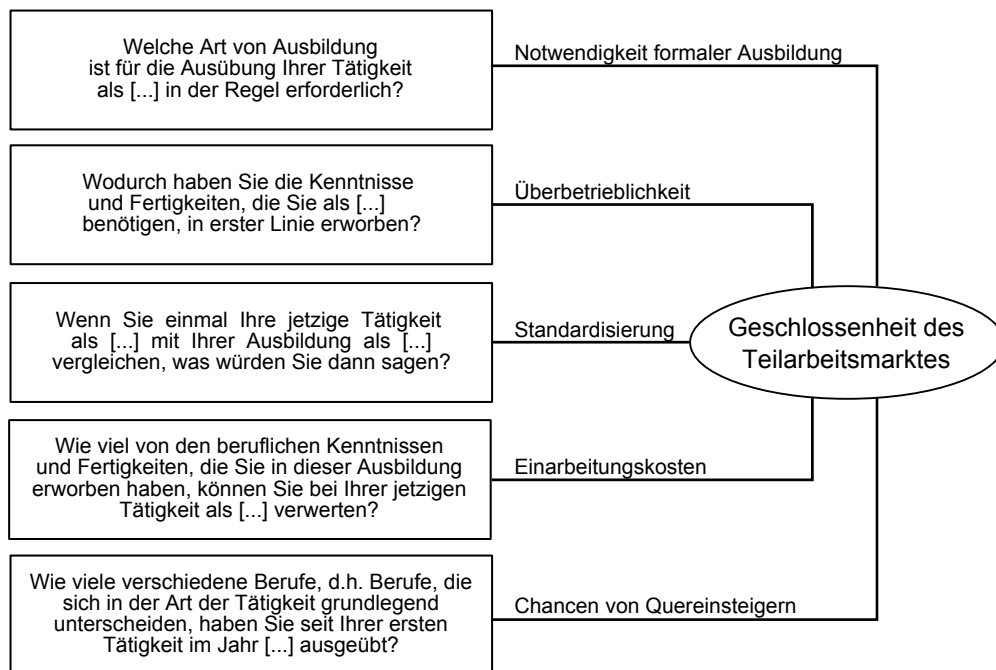 Welche Art von Ausbildung
ist für die Ausübung Ihrer Tätigkeit
als [...] in der Regel erforderlich?
Notwendigkeit formaler Ausbildung
Wodurch haben Sie die Kenntnisse
und Fertigkeiten, die Sie als [...]
benötigen, in erster Linie erworben?
Überbetrieblichkeit
Wenn Sie einmal Ihre jetzige Tätigkeit
als [...] mit Ihrer Ausbildung als [...]
vergleichen, was würden Sie dann sagen?
Standardisierung
Geschlossenheit des
Teilarbeitsmarktes
Wie viel von den beruflichen Kenntnissen
und Fertigkeiten, die Sie in dieser Ausbildung
erworben haben, können Sie bei Ihrer jetzigen
Tätigkeit als [...] verwerten?
Einarbeitungskosten
Wie viele verschiedene Berufe, d.h. Berufe, die
sich in der Art der Tätigkeit grundlegend
unterscheiden, haben Sie seit Ihrer ersten
Tätigkeit im Jahr [...] ausgeübt?
Chancen von Quereinsteigern